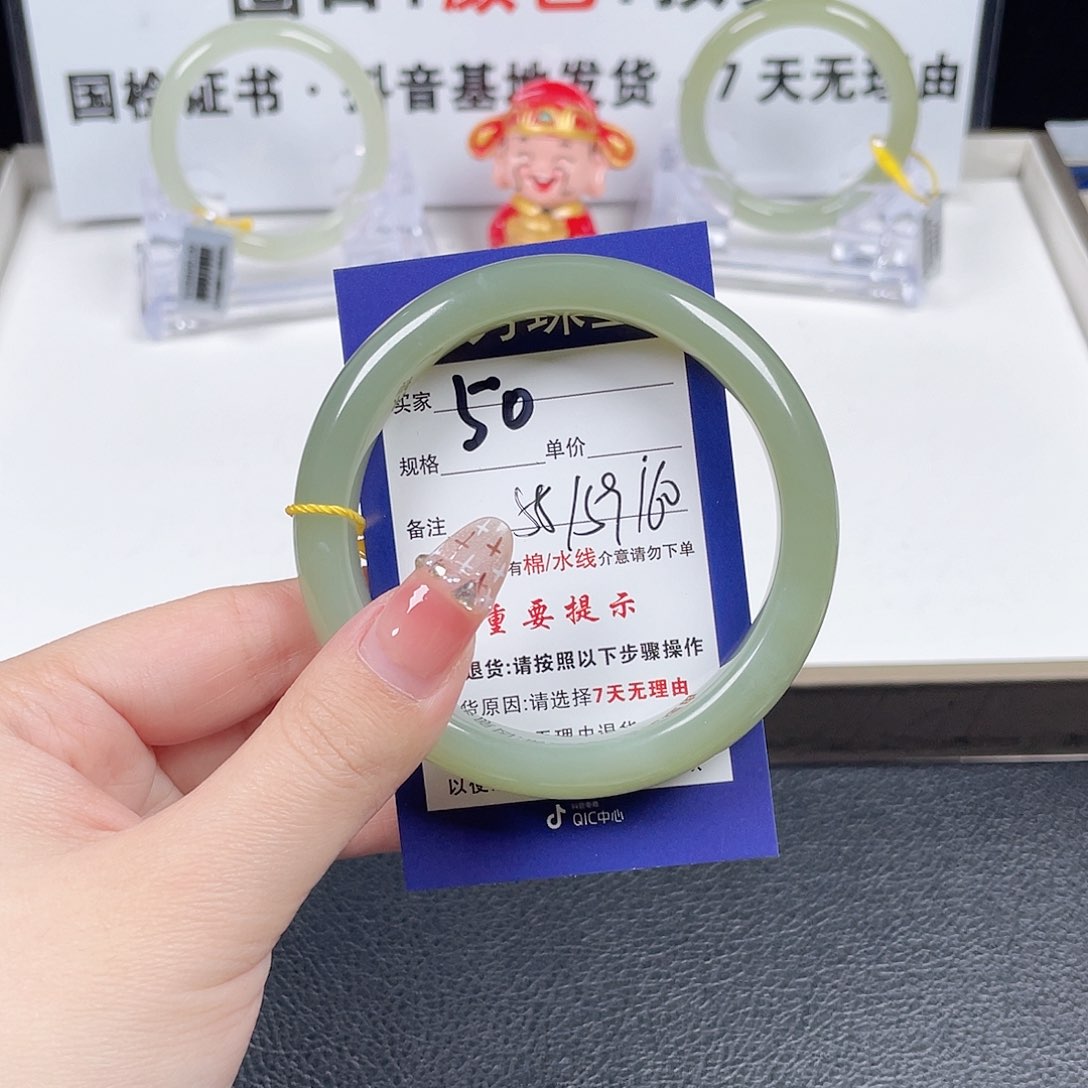 国检证书·抖音基地发货·7天无理由
买家 50
规格 单价
备注 58/59/60
有棉/水线介意请勿下单
重要提示
退货:请按照以下步骤操作
货原因:请选择7天无理由
QIC中心